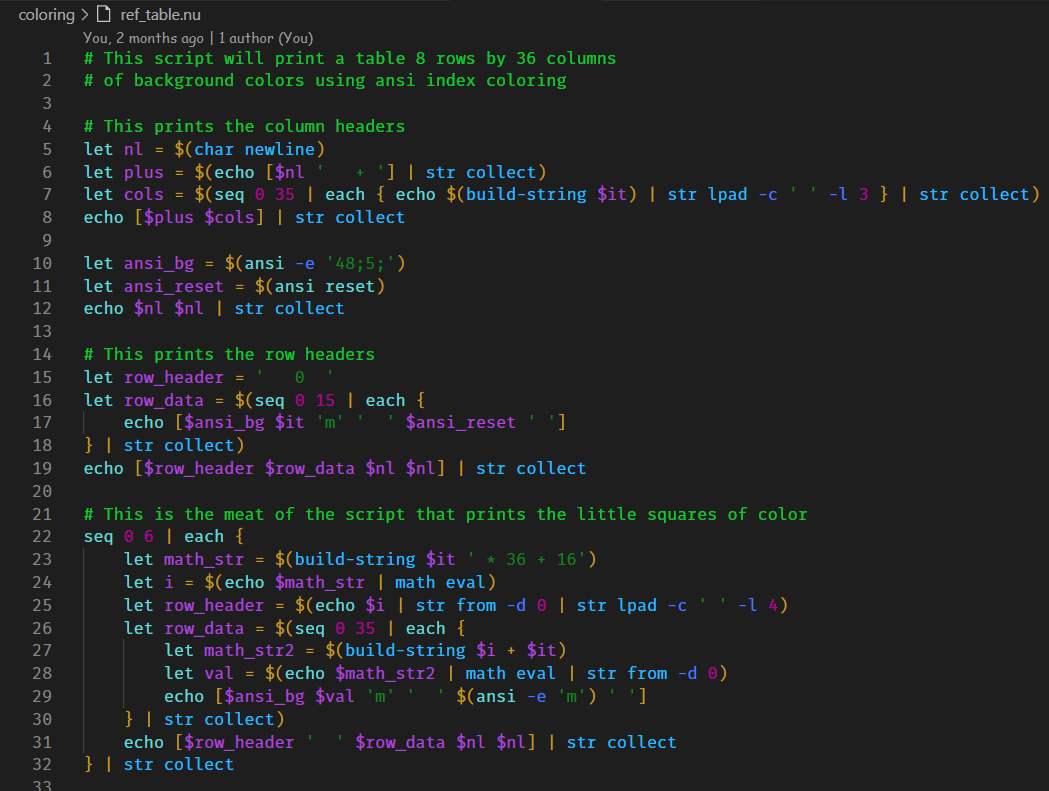 coloring > ref_table.nu
You, 2 months ago | 1 author (You)
1 # This script will print a table 8 rows by 36 columns
2 # of background colors using ansi index coloring
3
4 # This prints the column headers
5 let nl = $(char newline)
6 let plus = $(echo [$nl '   + '] | str collect)
7 let cols = $(seq 0 35 | each { echo $(build-string $it) | str lpad -c ' ' -l 3 } | str collect)
8 echo [$plus $cols] | str collect
9
10 let ansi_bg = $(ansi -e '48;5;')
11 let ansi_reset = $(ansi reset)
12 echo $nl $nl | str collect
13
14 # This prints the row headers
15 let row_header = '   0  '
16 let row_data = $(seq 0 15 | each {
17     echo [$ansi_bg $it 'm' '  ' $ansi_reset ' ']
18 } | str collect)
19 echo [$row_header $row_data $nl $nl] | str collect
20
21 # This is the meat of the script that prints the little squares of color
22 seq 0 6 | each {
23     let math_str = $(build-string $it ' * 36 + 16')
24     let i = $(echo $math_str | math eval)
25     let row_header = $(echo $i | str from -d 0 | str lpad -c ' ' -l 4)
26     let row_data = $(seq 0 35 | each {
27         let math_str2 = $(build-string $i + $it)
28         let val = $(echo $math_str2 | math eval | str from -d 0)
29         echo [$ansi_bg $val 'm' '  ' $(ansi -e 'm') ' ']
30     } | str collect)
31     echo [$row_header '  ' $row_data $nl $nl] | str collect
32 } | str collect
33